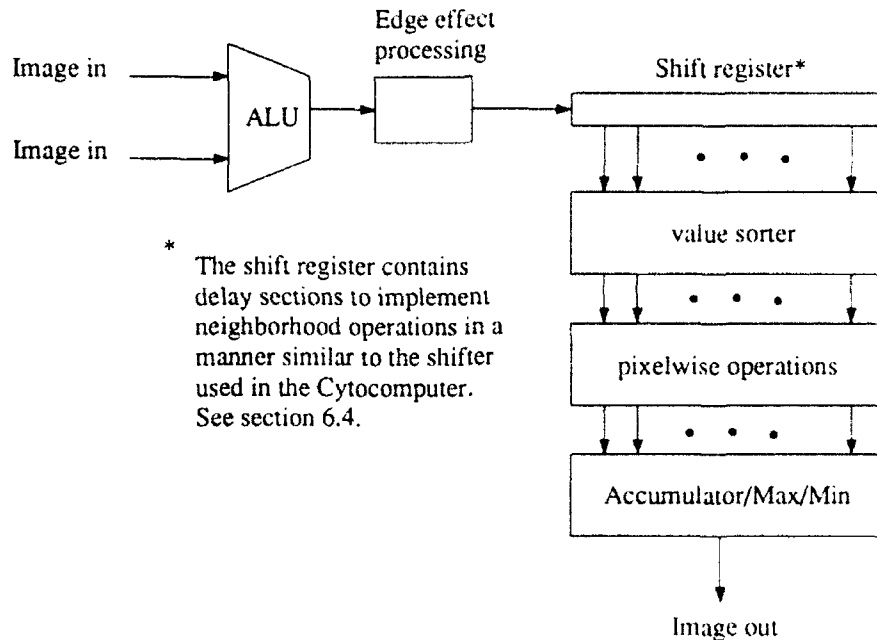 Edge effect
processing
Image in
Shift register*
ALU
Image in
value sorter
*
The shift register contains
delay sections to implement
neighborhood operations in a
manner similar to the shifter
used in the Cytocomputer.
See section 6.4.
pixelwise operations
Accumulator/Max/Min
Image out